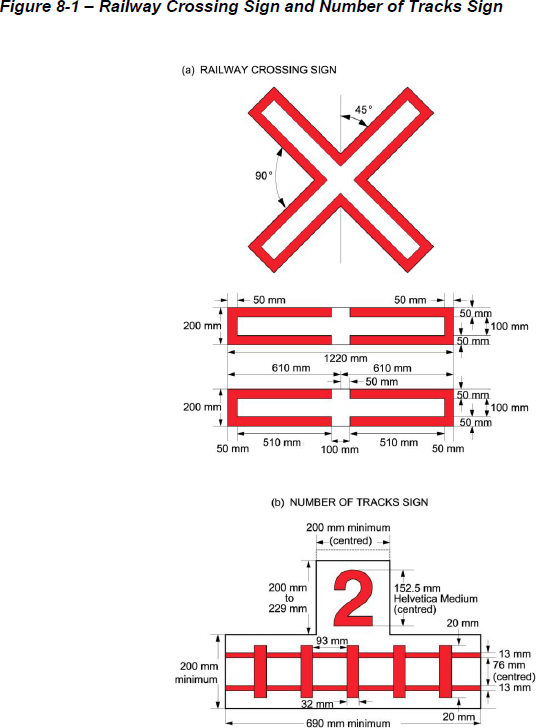 Figure 8-1 – Railway Crossing Sign and Number of Tracks Sign
(a) RAILWAY CROSSING SIGN
45°
90°
50 mm 50 mm
50 mm
200 mm 100 mm
50 mm
1220 mm
610 mm 610 mm
50 mm
50 mm
200 mm 100 mm
50 mm
510 mm 510 mm
50 mm 100 mm 50 mm
(b) NUMBER OF TRACKS SIGN
200 mm minimum
(centred)
2
200 mm
to
229 mm
152.5 mm
Helvetica Medium
(centred)
20 mm
93 mm
13 mm
200 mm
minimum
76 mm
(centred)
13 mm
32 mm
20 mm
690 mm minimum